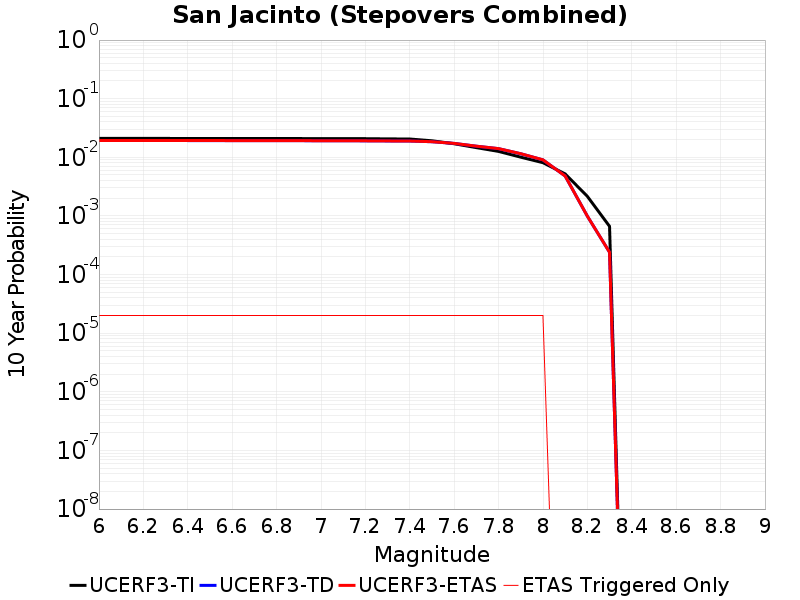 San Jacinto (Stepovers Combined)
10^0
10^-1
10^-2
10^-3
10^-4
10^-5
10^-6
10^-7
10^-8
10 Year Probability
6 6.2 6.4 6.6 6.8 7 7.2 7.4 7.6 7.8 8 8.2 8.4 8.6 8.8 9
Magnitude
UCERF3-TI UCERF3-TD UCERF3-ETAS ETAS Triggered Only